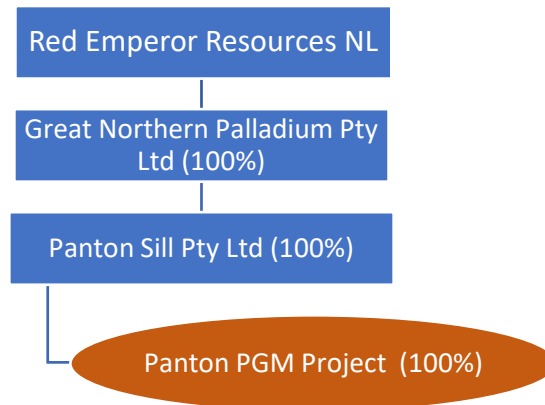 Red Emperor Resources NL
Great Northern Palladium Pty
Ltd (100%)
Panton Sill Pty Ltd (100%)
Panton PGM Project (100%)